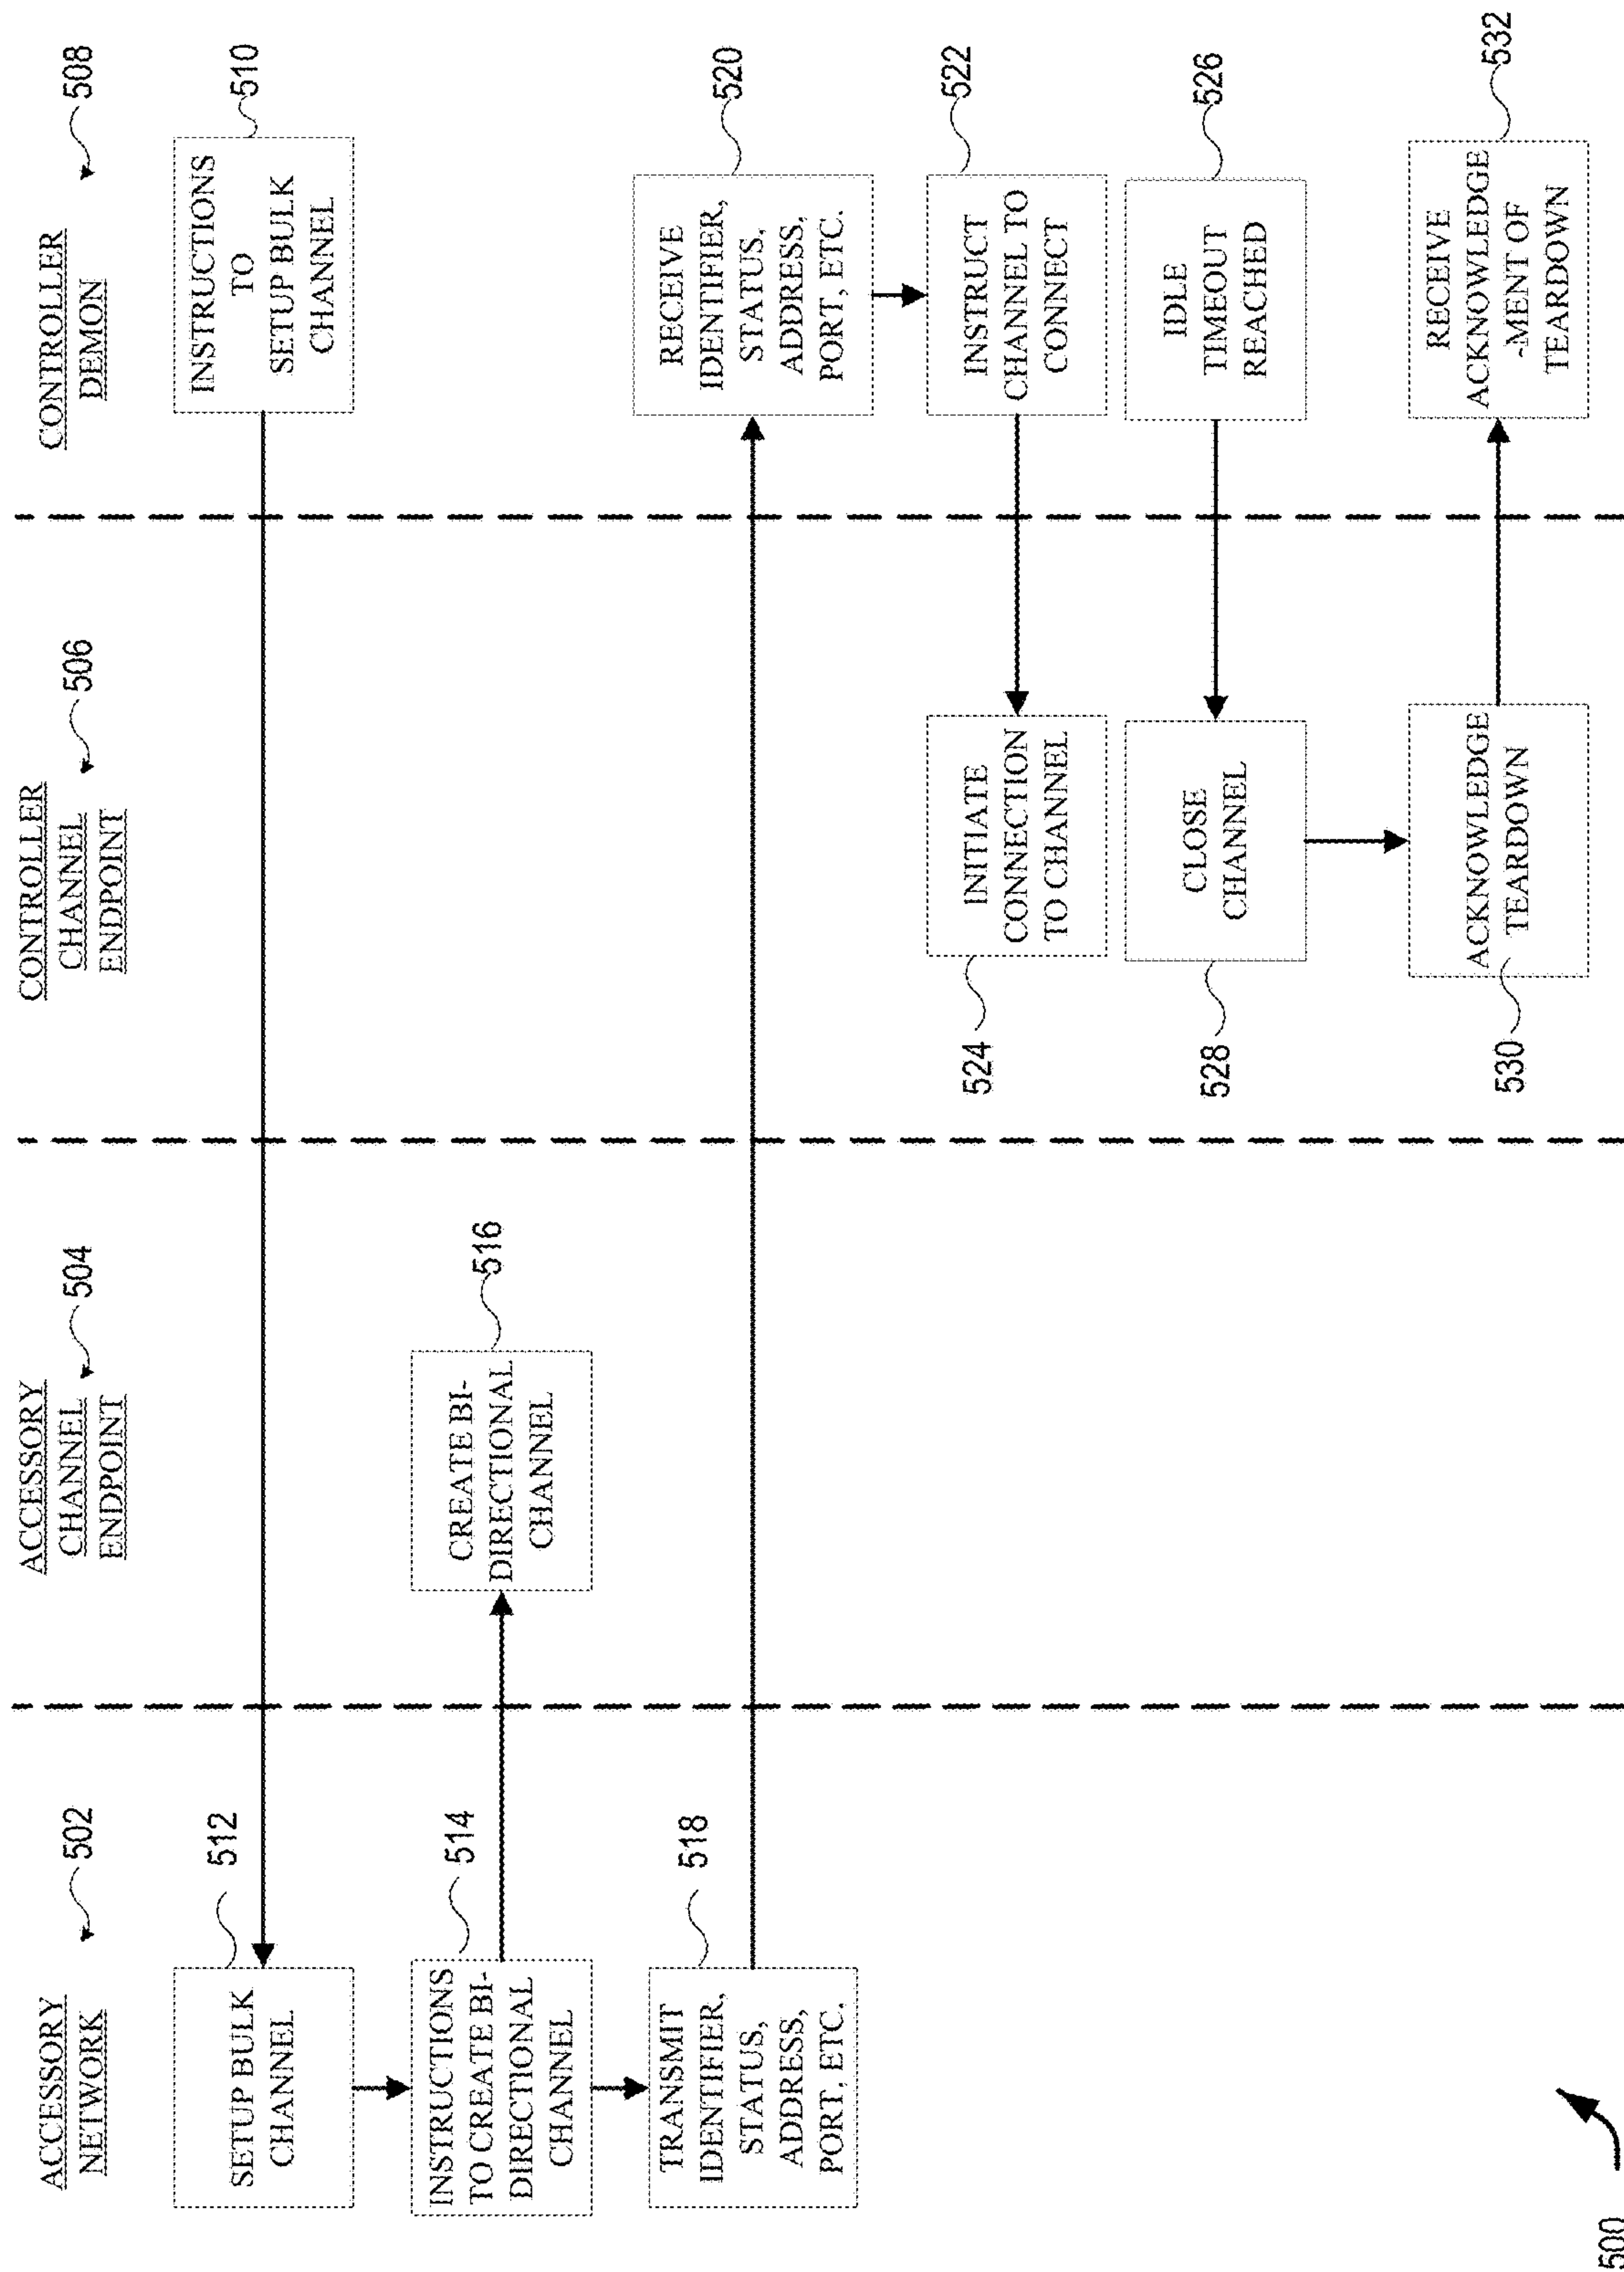 ACCESSORY
NETWORK
502
ACCESSORY
CHANNEL
ENDPOINT
504
CONTROLLER
CHANNEL
ENDPOINT
506
CONTROLLER
DEMON
508
INSTRUCTIONS
TO
SETUP BULK
CHANNEL
510
SETUP BULK
CHANNEL
512
INSTRUCTIONS
TO CREATE BI-
DIRECTIONAL
CHANNEL
514
CREATE BI-
DIRECTIONAL
CHANNEL
516
TRANSMIT
IDENTIFIER,
STATUS,
ADDRESS,
PORT, ETC.
518
RECEIVE
IDENTIFIER,
STATUS,
ADDRESS,
PORT, ETC.
520
INSTRUCT
CHANNEL TO
CONNECT
522
INITIATE
CONNECTION
TO CHANNEL
524
IDLE
TIMEOUT
REACHED
526
CLOSE
CHANNEL
528
ACKNOWLEDGE
TEARDOWN
530
RECEIVE
ACKNOWLEDGE
-MENT OF
TEARDOWN
532
500